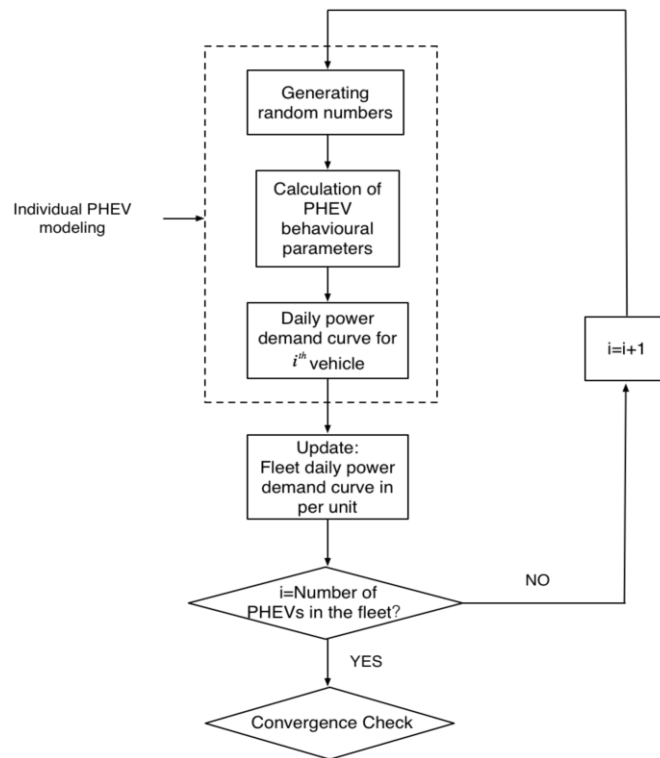 Generating
random numbers
Calculation of
PHEV
behavioural
parameters
Individual PHEV
modeling
Daily power
demand curve for
i^th vehicle
i=i+1
Update:
Fleet daily power
demand curve in
per unit
i=Number of
PHEVs in the fleet?
NO
YES
Convergence Check